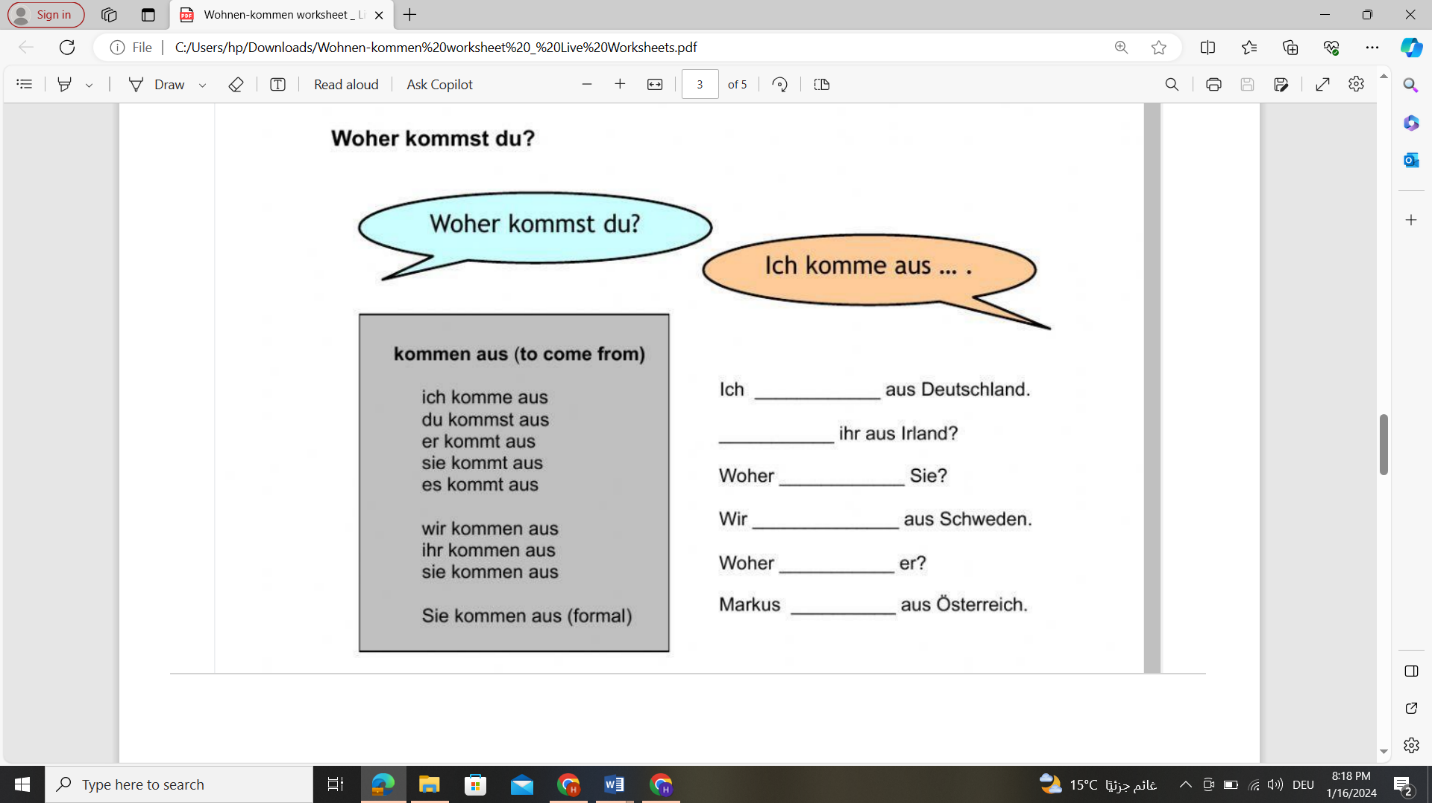 Sign in
Wohnen-kommen worksheet _ Li
File
C:/Users/hp/Downloads/Wohnen-kommen%20worksheet%20_%20Live%20Worksheets.pdf
Draw
Read aloud
Ask Copilot
3
of 5
Woher kommst du?
Woher kommst du?
Ich komme aus ... .
kommen aus (to come from)
ich komme aus
du kommst aus
er kommt aus
sie kommt aus
es kommt aus
wir kommen aus
ihr kommen aus
sie kommen aus
Sie kommen aus (formal)
Ich ____________ aus Deutschland.
___________ ihr aus Irland?
Woher ____________ Sie?
Wir ______________ aus Schweden.
Woher ___________ er?
Markus __________ aus Österreich.
Type here to search
15°C غائم جزئيًا
DEU
8:18 PM
1/16/2024
2